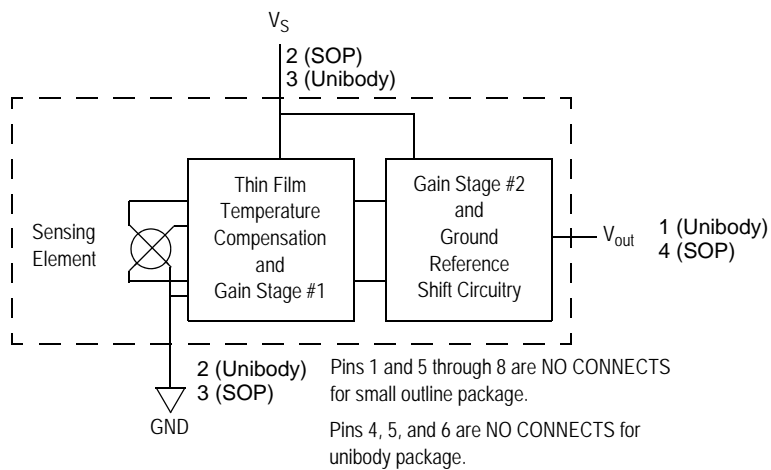 V_S
2 (SOP)
3 (Unibody)
Sensing
Element
Thin Film
Temperature
Compensation
and
Gain Stage #1
Gain Stage #2
and
Ground
Reference
Shift Circuitry
V_out
1 (Unibody)
4 (SOP)
2 (Unibody)
3 (SOP)
GND
Pins 1 and 5 through 8 are NO CONNECTS
for small outline package.
Pins 4, 5, and 6 are NO CONNECTS for
unibody package.